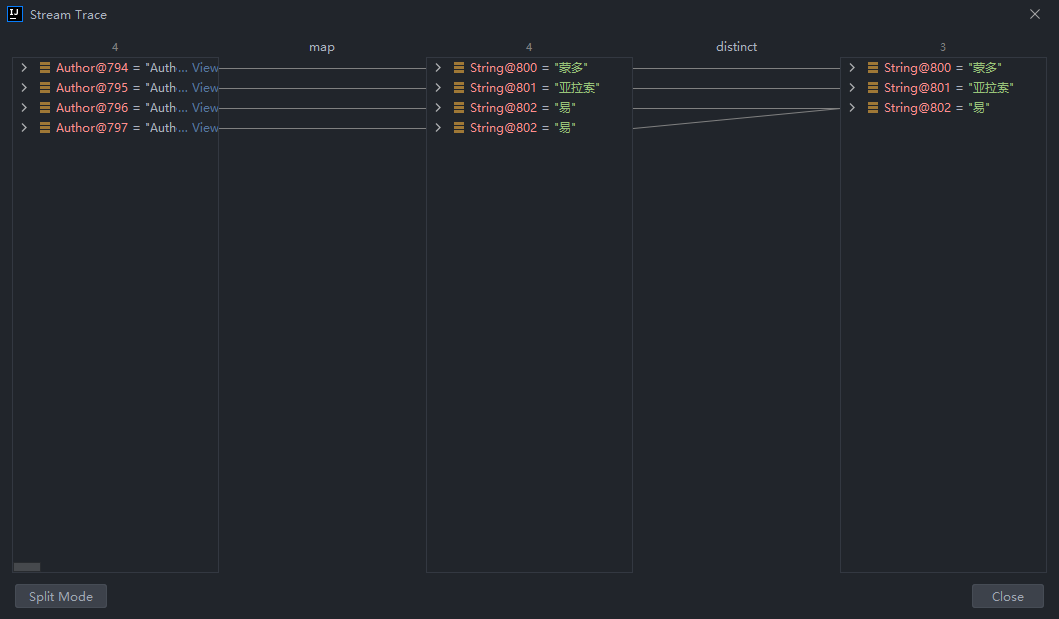 Stream Trace
4 map 4 distinct 3
Author@794 = "Auth... View String@800 = "蒙多" String@800 = "蒙多"
Author@795 = "Auth... View String@801 = "亚拉索" String@801 = "亚拉索"
Author@796 = "Auth... View String@802 = "易" String@802 = "易"
Author@797 = "Auth... View String@802 = "易"
Split Mode Close